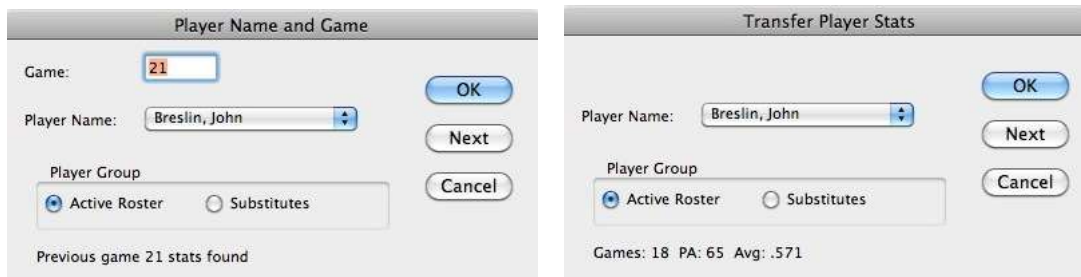 Player Name and Game
Game: 21
OK
Player Name: Breslin, John
Next
Player Group
Cancel
Active Roster Substitutes
Previous game 21 stats found
Transfer Player Stats
OK
Player Name: Breslin, John
Next
Player Group
Cancel
Active Roster Substitutes
Games: 18 PA: 65 Avg: .571